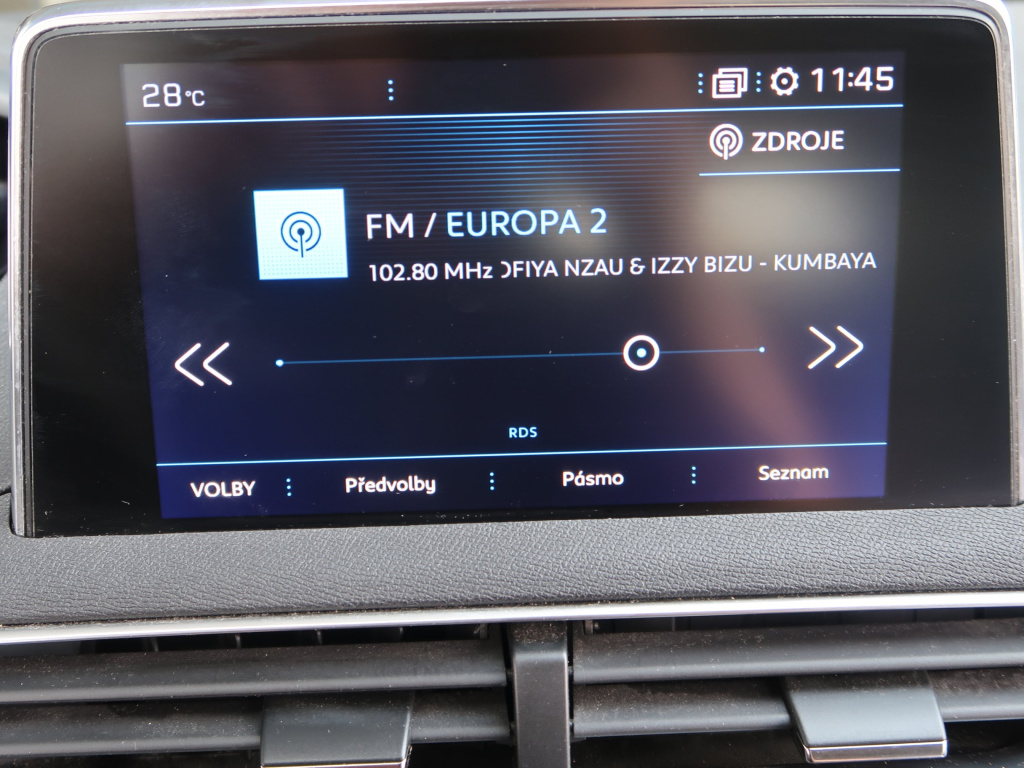 28°C 11:45
ZDROJE
FM / EUROPA 2
102.80 MHz OFIYA NZAU & IZZY BIZU - KUMBAYA
RDS
VOLBY Předvolby Pásmo Seznam